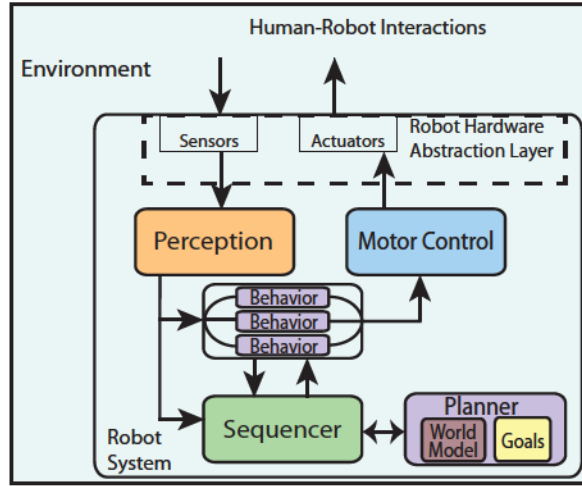 Human-Robot Interactions
Environment
Sensors
Actuators
Robot Hardware
Abstraction Layer
Perception
Motor Control
Behavior
Behavior
Behavior
Sequencer
Planner
World
Model
Goals
Robot
System